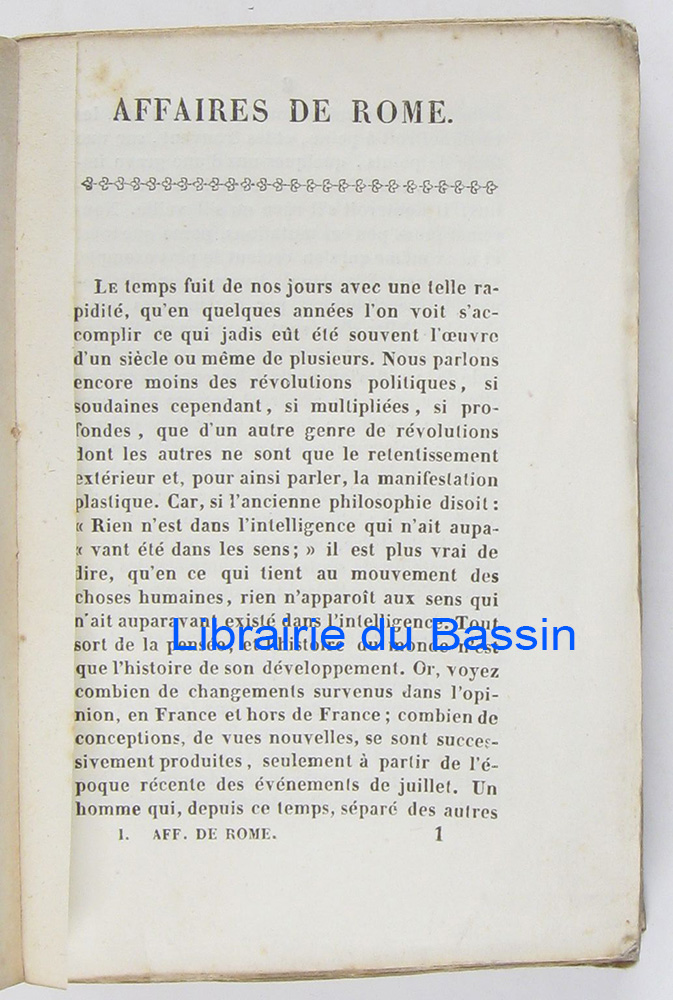 AFFAIRES DE ROME.
LE temps fuit de nos jours avec une telle ra-
pidité, qu'en quelques années l'on voit s'ac-
complir ce qui jadis eût été souvent l'œuvre
d'un siècle ou même de plusieurs. Nous parlons
encore moins des révolutions politiques, si
soudaines cependant, si multipliées, si pro-
fondes, que d'un autre genre de révolutions
dont les autres ne sont que le retentissement
extérieur et, pour ainsi parler, la manifestation
plastique. Car, si l'ancienne philosophie disoit :
« Rien n'est dans l'intelligence qui n'ait aupa-
« vant été dans les sens; » il est plus vrai de
dire, qu'en ce qui tient au mouvement des
choses humaines, rien n'apparoît aux sens qui
n'ait auparavant existé dans l'intelligence. Tout
sort de la pensée, et l'histoire du monde n'est
que l'histoire de son développement. Or, voyez
combien de changements survenus dans l'opi-
nion, en France et hors de France ; combien de
conceptions, de vues nouvelles, se sont succes-
sivement produites, seulement à partir de l'é-
poque récente des événements de juillet. Un
homme qui, depuis ce temps, séparé des autres
1. AFF. DE ROME. 1
Librairie du Bassin